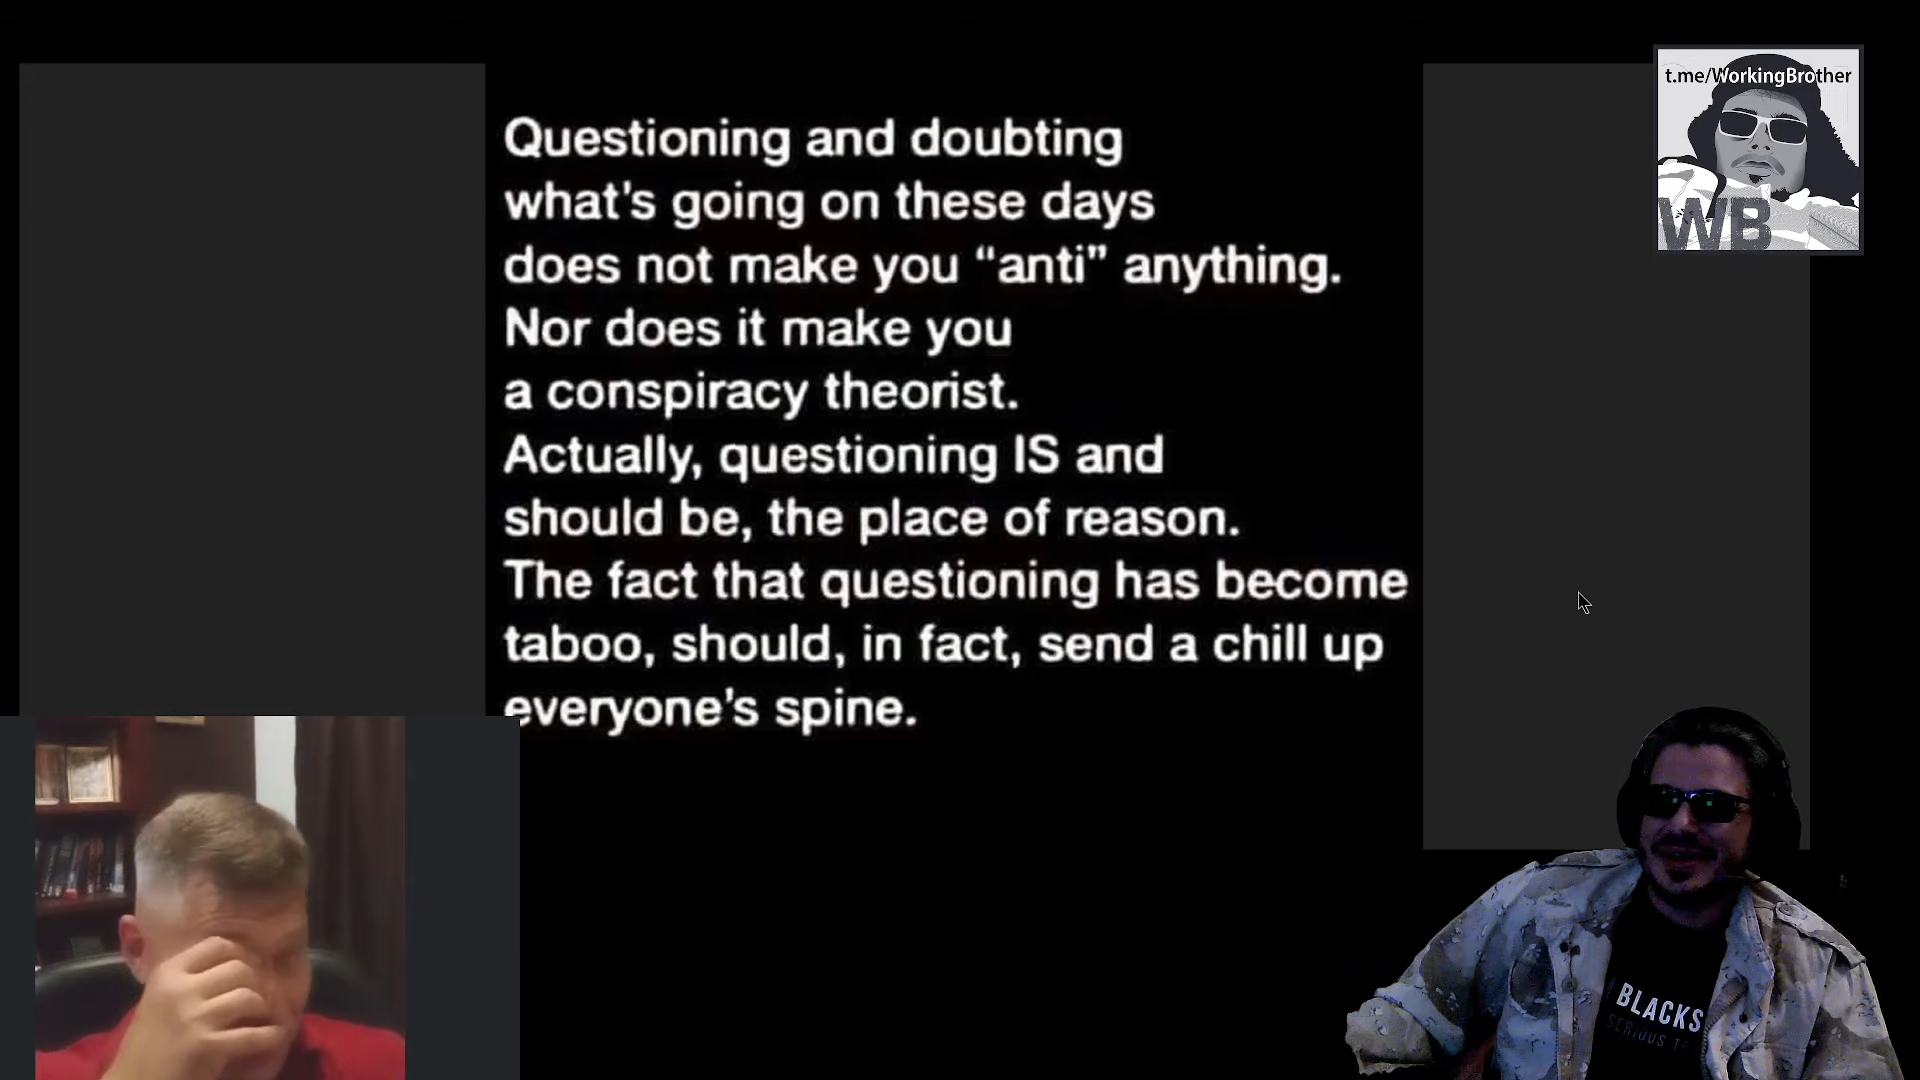 Questioning and doubting
what's going on these days
does not make you “anti” anything.
Nor does it make you
a conspiracy theorist.
Actually, questioning IS and
should be, the place of reason.
The fact that questioning has become
taboo, should, in fact, send a chill up
everyone's spine.
t.me/WorkingBrother
WB
BLACKS
SERIOUS